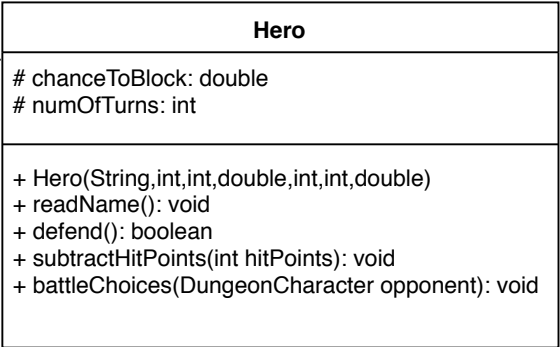 Hero
# chanceToBlock: double
# numOfTurns: int
+ Hero(String,int,int,double,int,int,double)
+ readName(): void
+ defend(): boolean
+ subtractHitPoints(int hitPoints): void
+ battleChoices(DungeonCharacter opponent): void